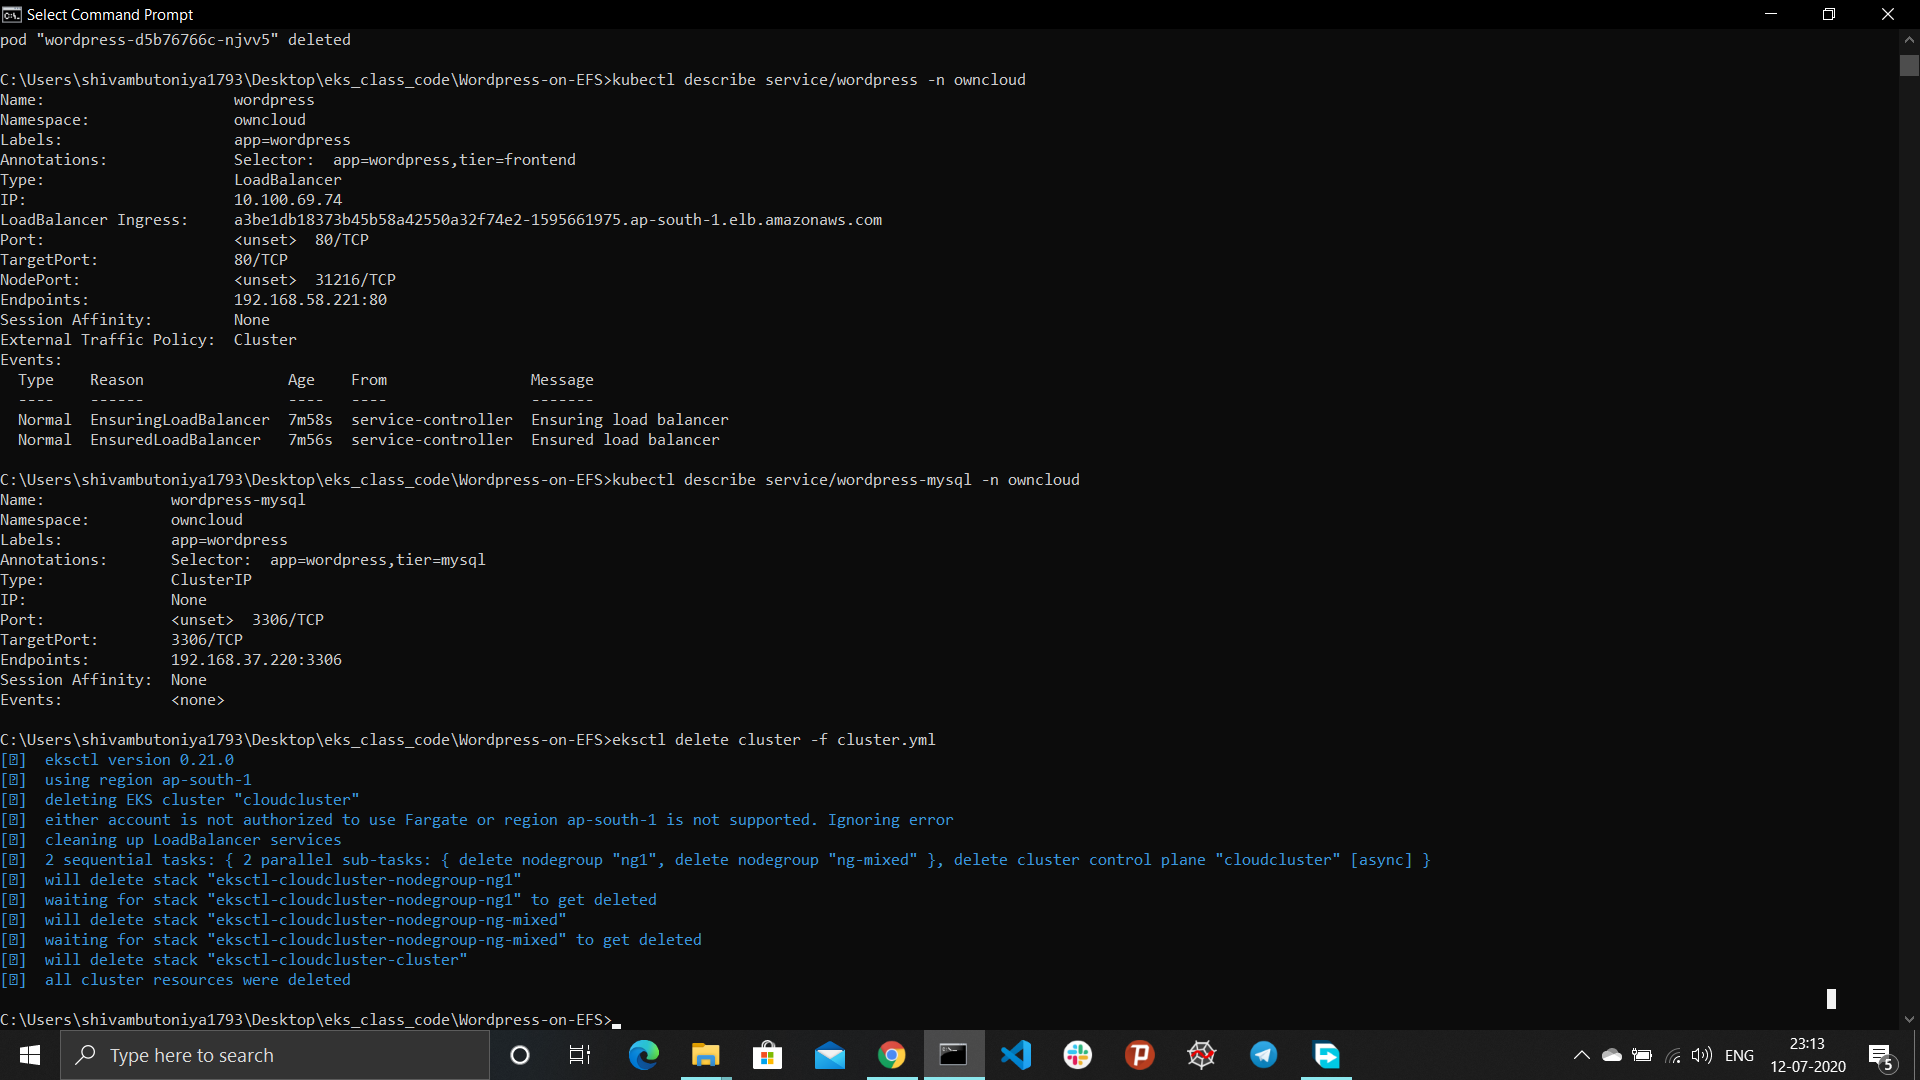 Select Command Prompt
pod "wordpress-d5b76766c-njvv5" deleted
C:\Users\shivambutoniya1793\Desktop\eks_class_code\Wordpress-on-EFS>kubectl describe service/wordpress -n owncloud
Name: wordpress
Namespace: owncloud
Labels: app=wordpress
Annotations: Selector: app=wordpress,tier=frontend
Type: LoadBalancer
IP: 10.100.69.74
LoadBalancer Ingress: a3be1db18373b45b58a42550a32f74e2-1595661975.ap-south-1.elb.amazonaws.com
Port: <unset> 80/TCP
TargetPort: 80/TCP
NodePort: <unset> 31216/TCP
Endpoints: 192.168.58.221:80
Session Affinity: None
External Traffic Policy: Cluster
Events:
Type Reason Age From Message
---- ------ ---- ---- -------
Normal EnsuringLoadBalancer 7m58s service-controller Ensuring load balancer
Normal EnsuredLoadBalancer 7m56s service-controller Ensured load balancer
C:\Users\shivambutoniya1793\Desktop\eks_class_code\Wordpress-on-EFS>kubectl describe service/wordpress-mysql -n owncloud
Name: wordpress-mysql
Namespace: owncloud
Labels: app=wordpress
Annotations: Selector: app=wordpress,tier=mysql
Type: ClusterIP
IP: None
Port: <unset> 3306/TCP
TargetPort: 3306/TCP
Endpoints: 192.168.37.220:3306
Session Affinity: None
Events: <none>
C:\Users\shivambutoniya1793\Desktop\eks_class_code\Wordpress-on-EFS>eksctl delete cluster -f cluster.yml
[?] eksctl version 0.21.0
[?] using region ap-south-1
[?] deleting EKS cluster "cloudcluster"
[?] either account is not authorized to use Fargate or region ap-south-1 is not supported. Ignoring error
[?] cleaning up LoadBalancer services
[?] 2 sequential tasks: { 2 parallel sub-tasks: { delete nodegroup "ng1", delete nodegroup "ng-mixed" }, delete cluster control plane "cloudcluster" [async] }
[?] will delete stack "eksctl-cloudcluster-nodegroup-ng1"
[?] waiting for stack "eksctl-cloudcluster-nodegroup-ng1" to get deleted
[?] will delete stack "eksctl-cloudcluster-nodegroup-ng-mixed"
[?] waiting for stack "eksctl-cloudcluster-nodegroup-ng-mixed" to get deleted
[?] will delete stack "eksctl-cloudcluster-cluster"
[?] all cluster resources were deleted
C:\Users\shivambutoniya1793\Desktop\eks_class_code\Wordpress-on-EFS>
Type here to search
ENG
23:13
12-07-2020
5